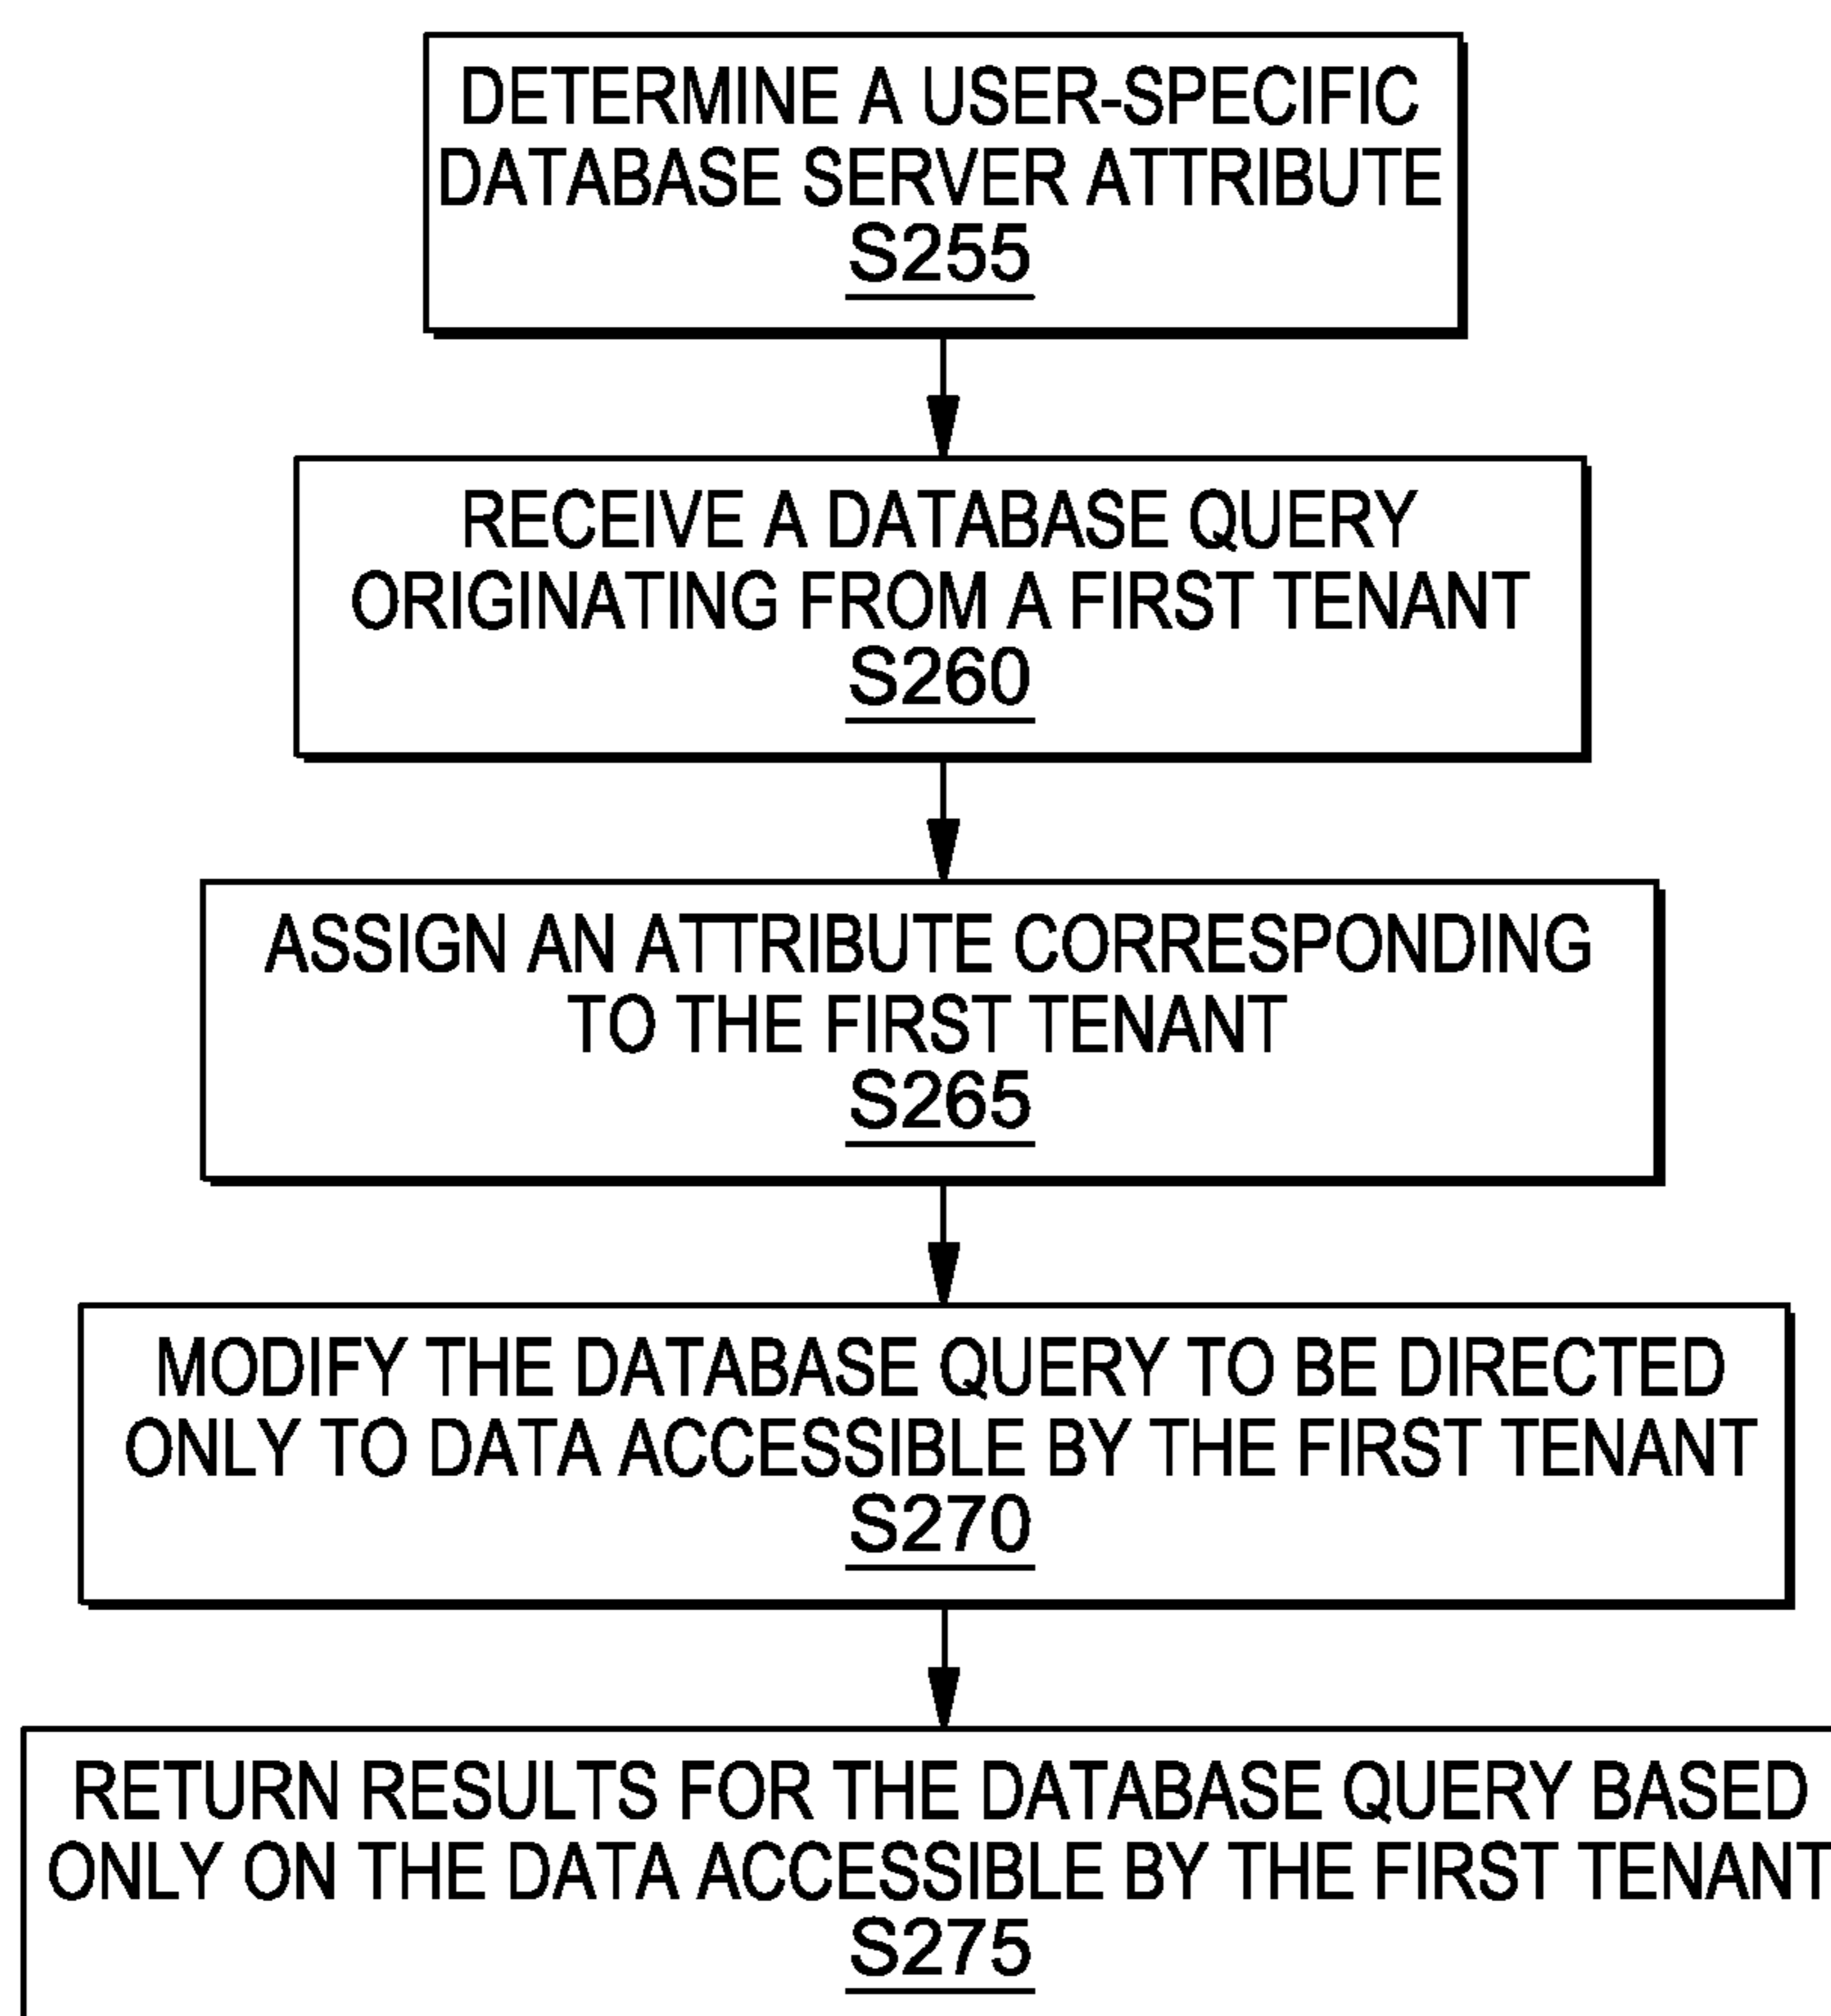 DETERMINE A USER-SPECIFIC
DATABASE SERVER ATTRIBUTE
S255
RECEIVE A DATABASE QUERY
ORIGINATING FROM A FIRST TENANT
S260
ASSIGN AN ATTRIBUTE CORRESPONDING
TO THE FIRST TENANT
S265
MODIFY THE DATABASE QUERY TO BE DIRECTED
ONLY TO DATA ACCESSIBLE BY THE FIRST TENANT
S270
RETURN RESULTS FOR THE DATABASE QUERY BASED
ONLY ON THE DATA ACCESSIBLE BY THE FIRST TENANT
S275